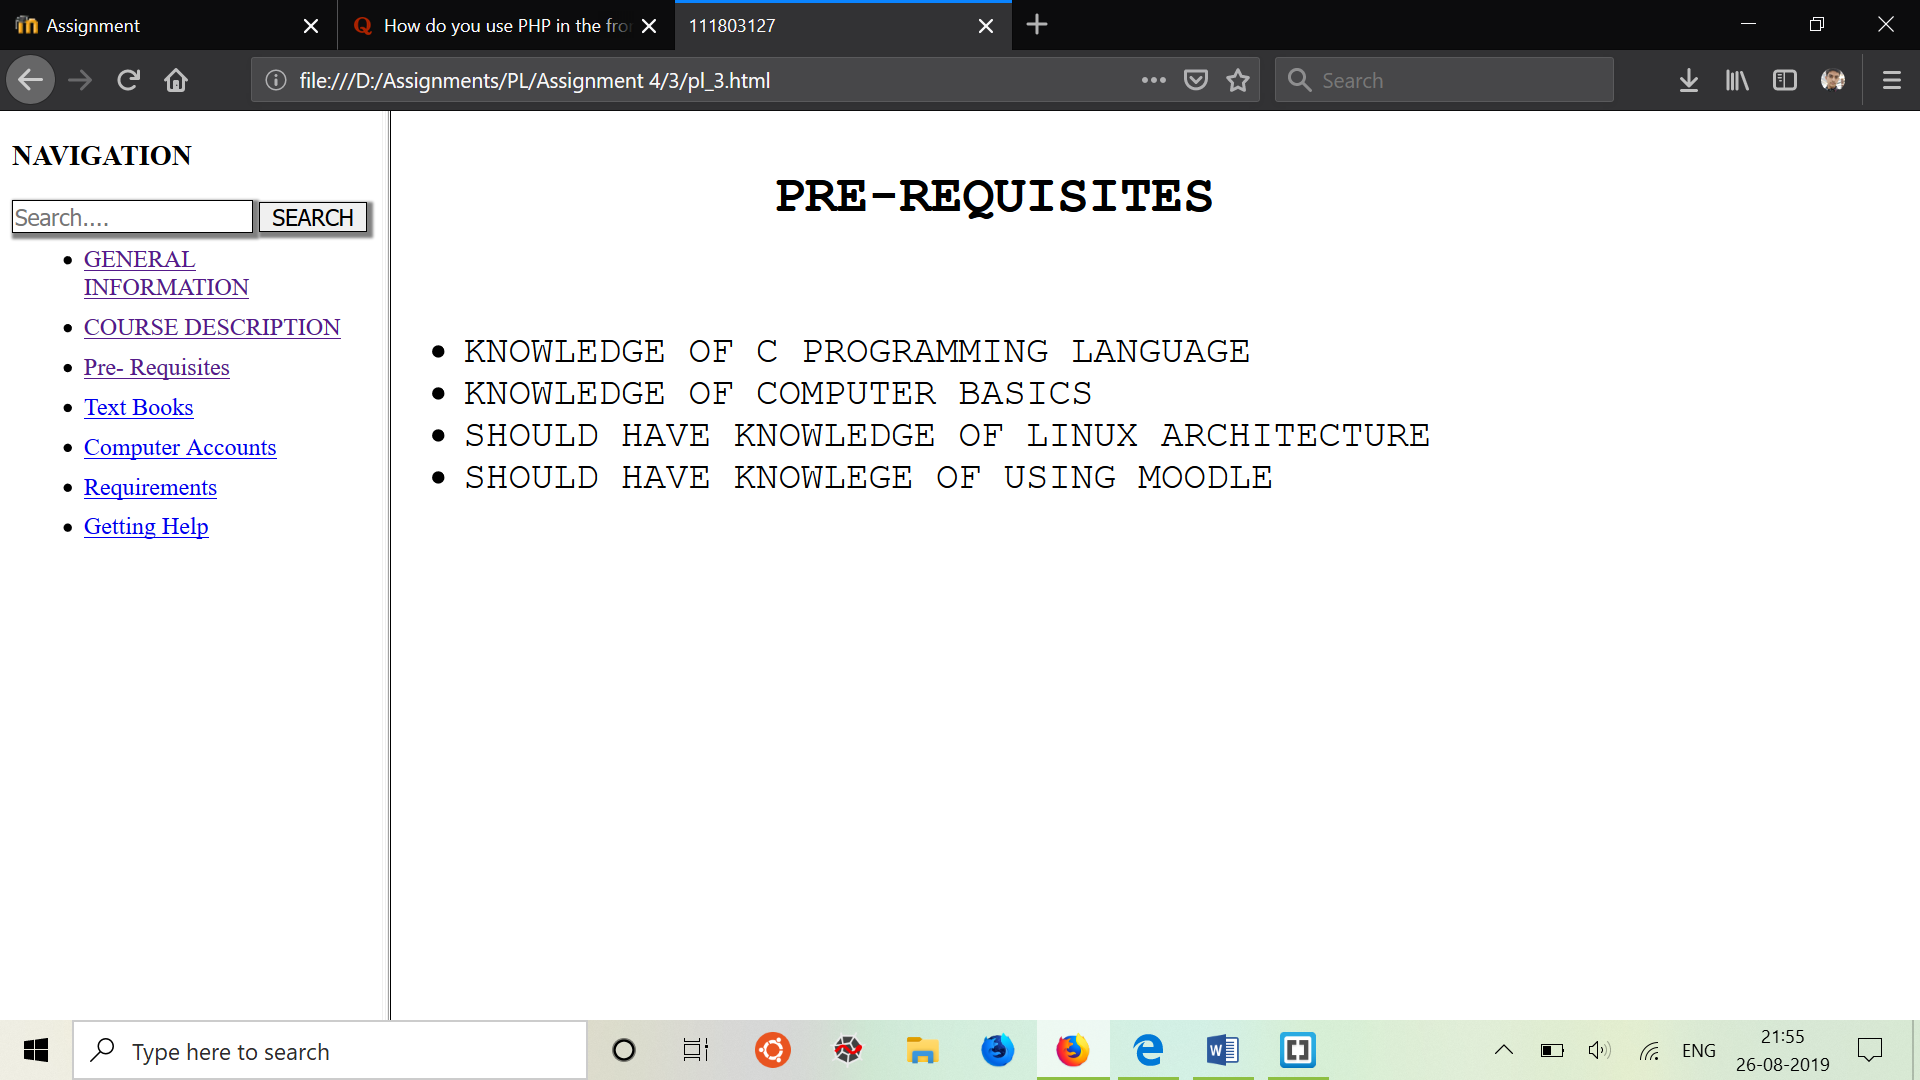 Assignment
How do you use PHP in the fro
111803127
file:///D:/Assignments/PL/Assignment 4/3/pl_3.html
Search
NAVIGATION
Search....
SEARCH
GENERAL
INFORMATION
COURSE DESCRIPTION
Pre- Requisites
Text Books
Computer Accounts
Requirements
Getting Help
PRE-REQUISITES
KNOWLEDGE OF C PROGRAMMING LANGUAGE
KNOWLEDGE OF COMPUTER BASICS
SHOULD HAVE KNOWLEDGE OF LINUX ARCHITECTURE
SHOULD HAVE KNOWLEGE OF USING MOODLE
Type here to search
ENG
21:55
26-08-2019